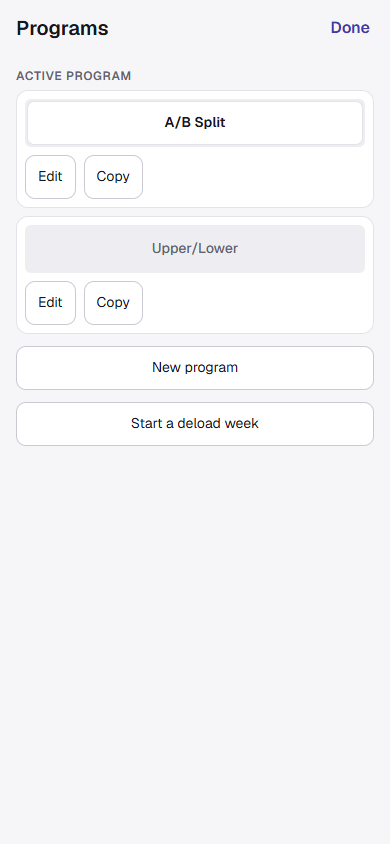 Programs
Done
ACTIVE PROGRAM
A/B Split
Edit
Copy
Upper/Lower
Edit
Copy
New program
Start a deload week